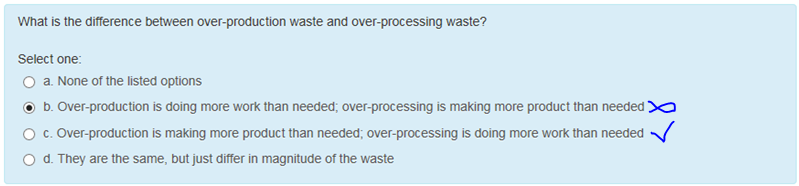 What is the difference between over-production waste and over-processing waste?
Select one:
a. None of the listed options
b. Over-production is doing more work than needed; over-processing is making more product than needed
c. Over-production is making more product than needed; over-processing is doing more work than needed
d. They are the same, but just differ in magnitude of the waste